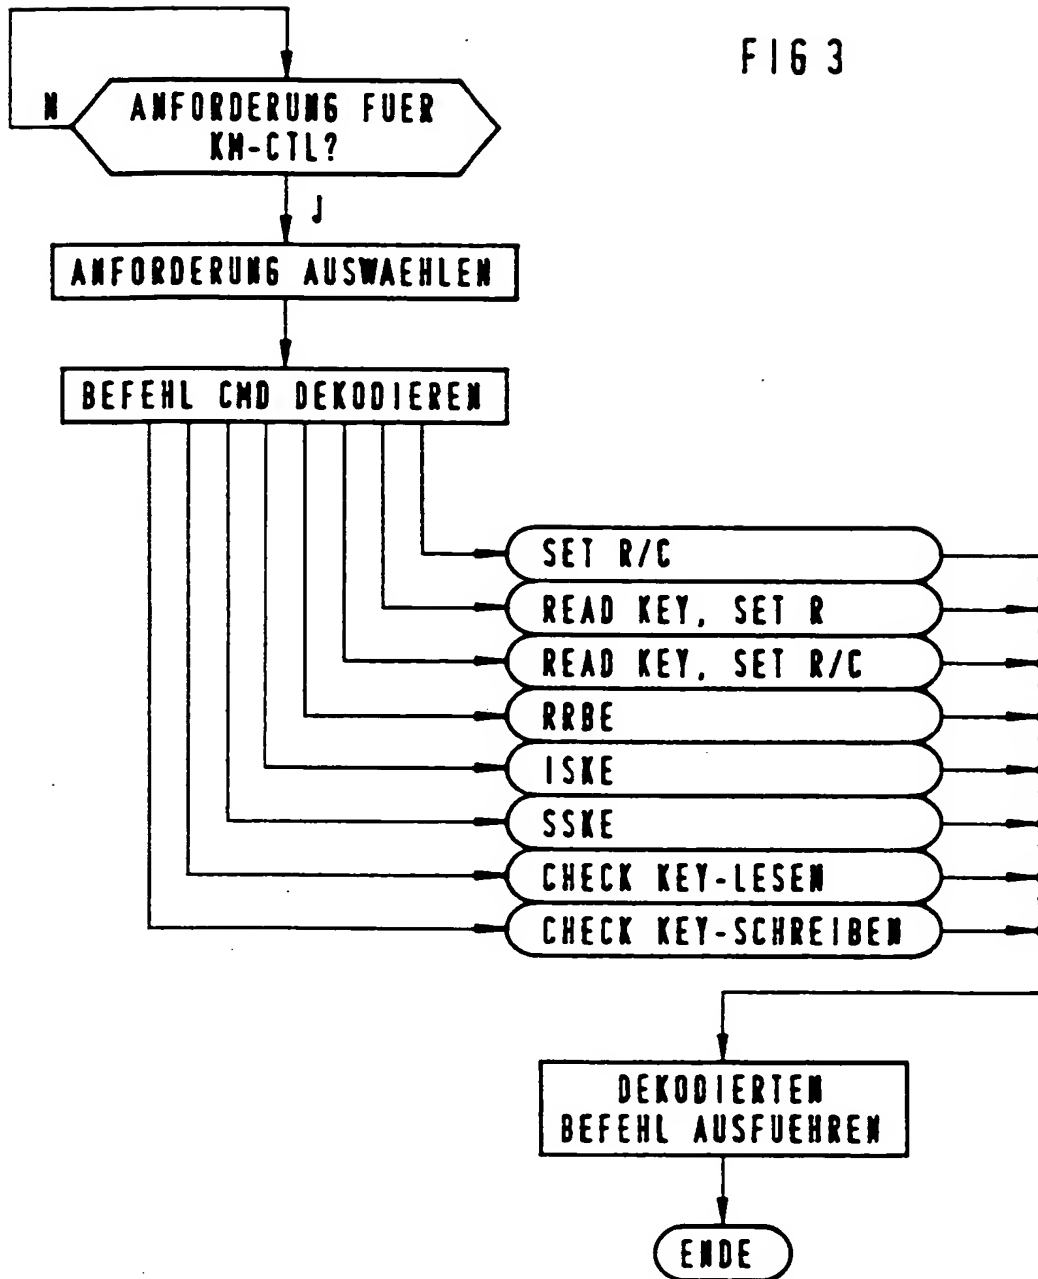 FIG 3
ANFORDERUNG FUER
KM-CTL?
N
J
ANFORDERUNG AUSWAEHLEN
BEFEHL CMD DEKODIEREN
SET R/C
READ KEY, SET R
READ KEY, SET R/C
RRBE
ISKE
SSKE
CHECK KEY-LESEN
CHECK KEY-SCHREIBEN
DEKODIERTEN
BEFEHL AUSFUEHREN
ENDE